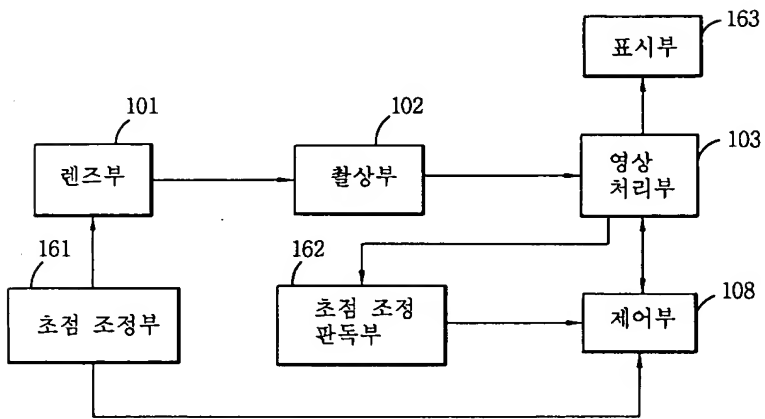 163
표시부
101
102
103
렌즈부
촬상부
영상
처리부
161
162
초점 조정부
초점 조정
판독부
제어부
108